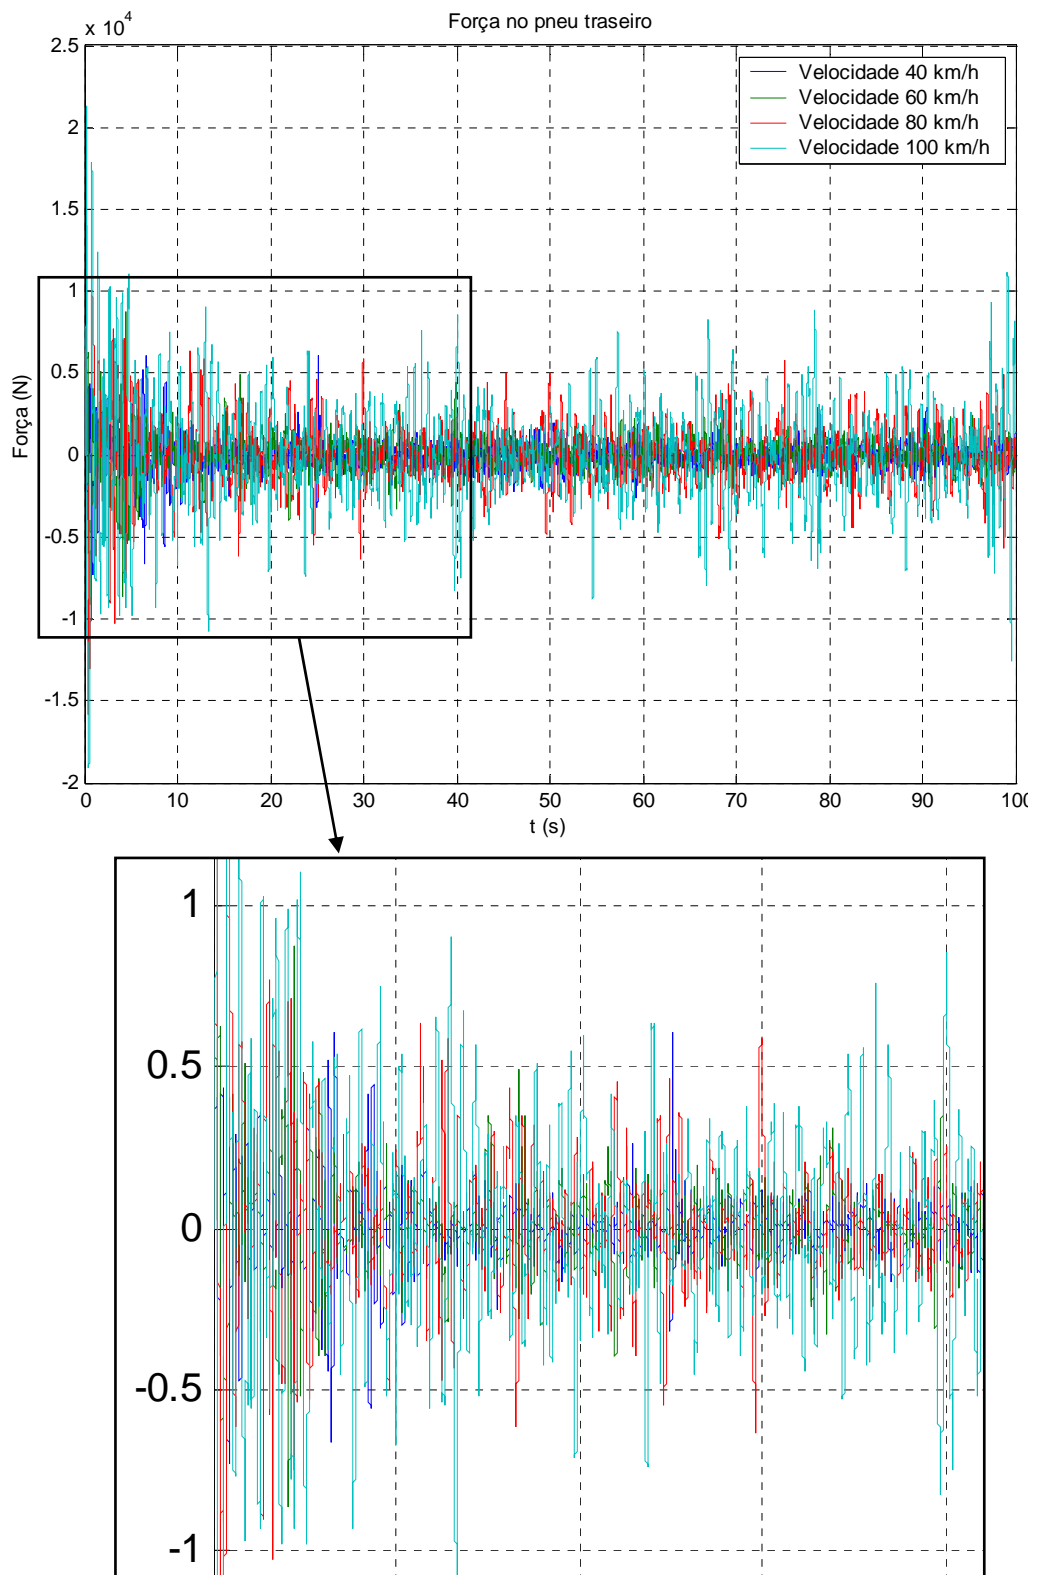 Força no pneu traseiro
x 10^4
2.5
2
1.5
1
0.5
0
-0.5
-1
-1.5
-2
Força (N)
Velocidade 40 km/h
Velocidade 60 km/h
Velocidade 80 km/h
Velocidade 100 km/h
0 10 20 30 40 50 60 70 80 90 100
t (s)
1
0.5
0
-0.5
-1